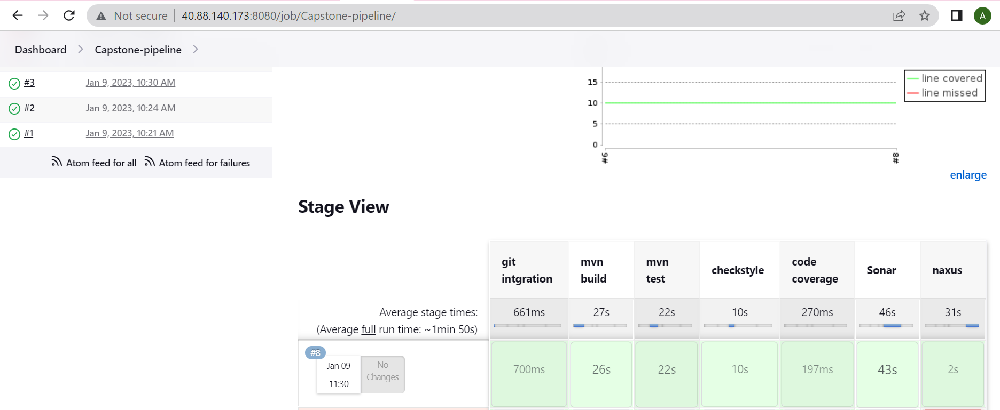 Not secure
40.88.140.173:8080/job/Capstone-pipeline/
A
Dashboard
Capstone-pipeline
#3 Jan 9, 2023, 10:30 AM
#2 Jan 9, 2023, 10:24 AM
#1 Jan 9, 2023, 10:21 AM
Atom feed for all
Atom feed for failures
15
10
5
0
#6
#8
line covered
line missed
enlarge
Stage View
git
intgration
mvn
build
mvn
test
checkstyle
code
coverage
Sonar
naxus
Average stage times:
(Average full run time: ~1min 50s)
661ms
27s
22s
10s
270ms
46s
31s
#8
Jan 09
11:30
No
Changes
700ms
26s
22s
10s
197ms
43s
2s